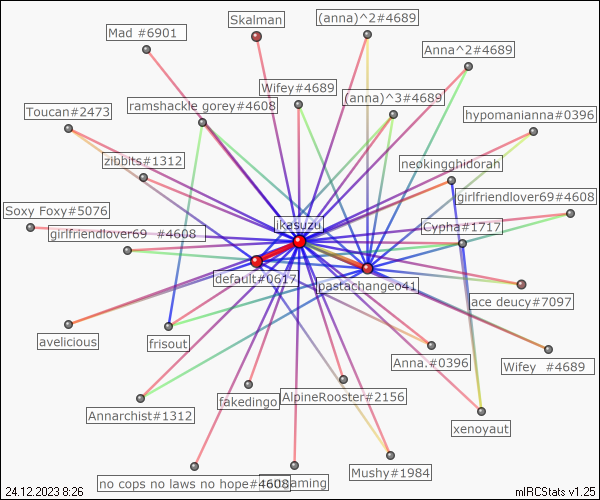 Skalman
(anna)^2#4689
Mad #6901
Anna^2#4689
Wifey#4689
(anna)^3#4689
ramshackle gorey#4608
Toucan#2473
hypomanianna#0396
zibbits#1312
neokingghidorah
girlfriendlover69#4608
Soxy Foxy#5076
ikasuzu
Cypha#1717
girlfriendlover69 #4608
default#0617
pastachangeo41
ace deucy#7097
avelicious
frisout
Anna.#0396
Wifey #4689
fakedingo
AlpineRooster#2156
Annarchist#1312
xenoyaut
Mushy#1984
no cops no laws no hope#4608
aming
24.12.2023 8:26
mIRCStats v1.25